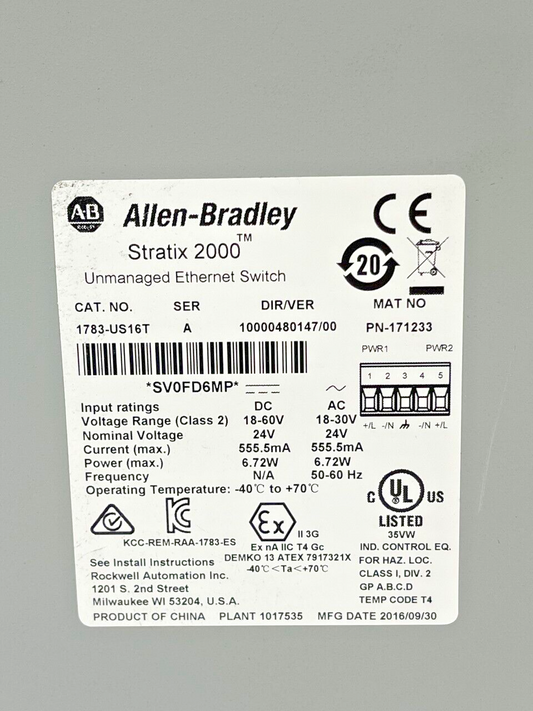 AB Allen-Bradley CE
Stratix 2000™
20
Unmanaged Ethernet Switch
CAT. NO. SER DIR/VER MAT NO
1783-US16T A 10000480147/00 PN-171233
PWR1 PWR2
*SV0FD6MP*
1 2 3 4 5
+/L -/N -/N +/L
Input ratings DC AC
Voltage Range (Class 2) 18-60V 18-30V
Nominal Voltage 24V 24V
Current (max.) 555.5mA 555.5mA
Power (max.) 6.72W 6.72W
Frequency N/A 50-60 Hz
Operating Temperature: -40℃ to +70℃
C UL US
LISTED
35VW
IND. CONTROL EQ.
FOR HAZ. LOC.
CLASS I, DIV. 2
GP A.B.C.D
TEMP CODE T4
KCC-REM-RAA-1783-ES
Ex II 3G
Ex nA IIC T4 Gc
DEMKO 13 ATEX 7917321X
-40℃<Ta<+70℃
See Install Instructions
Rockwell Automation Inc.
1201 S. 2nd Street
Milwaukee WI 53204, U.S.A.
PRODUCT OF CHINA PLANT 1017535 MFG DATE 2016/09/30